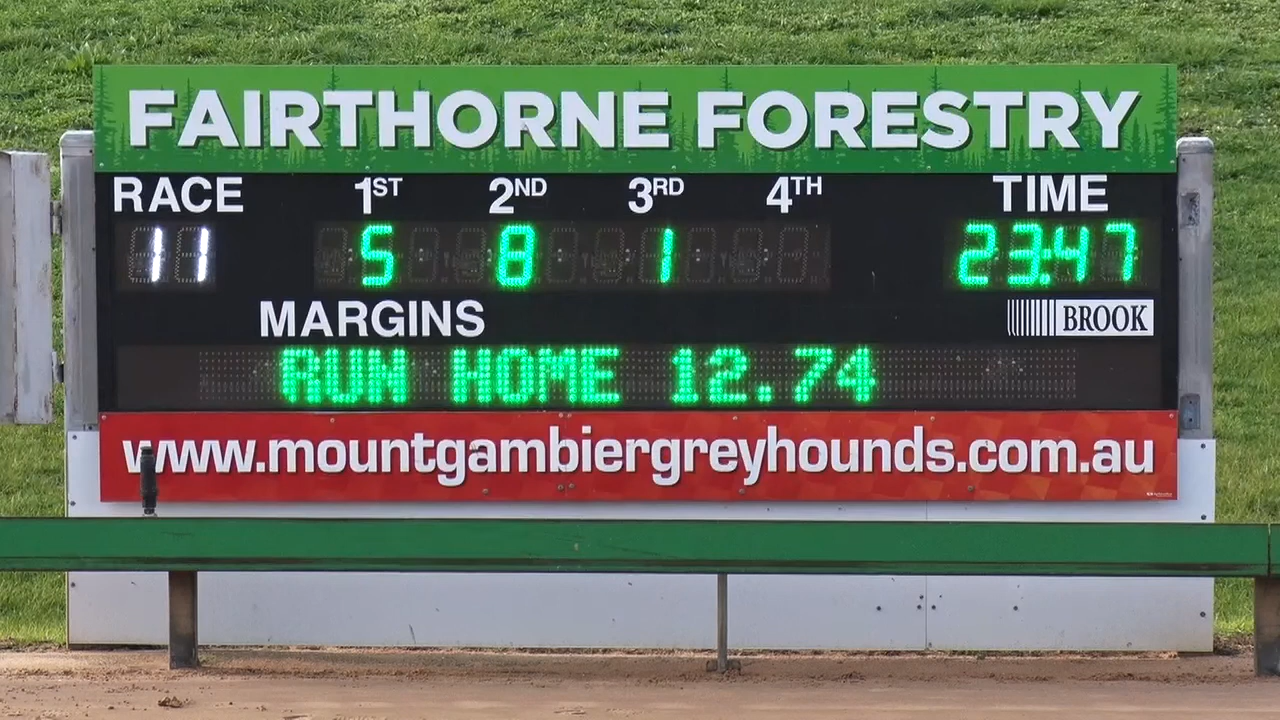 FAIRTHORNE FORESTRY
RACE 1ST 2ND 3RD 4TH TIME
11 5 8 1 23.47
MARGINS BROOK
RUN HOME 12.74
www.mountgambiergreyhounds.com.au